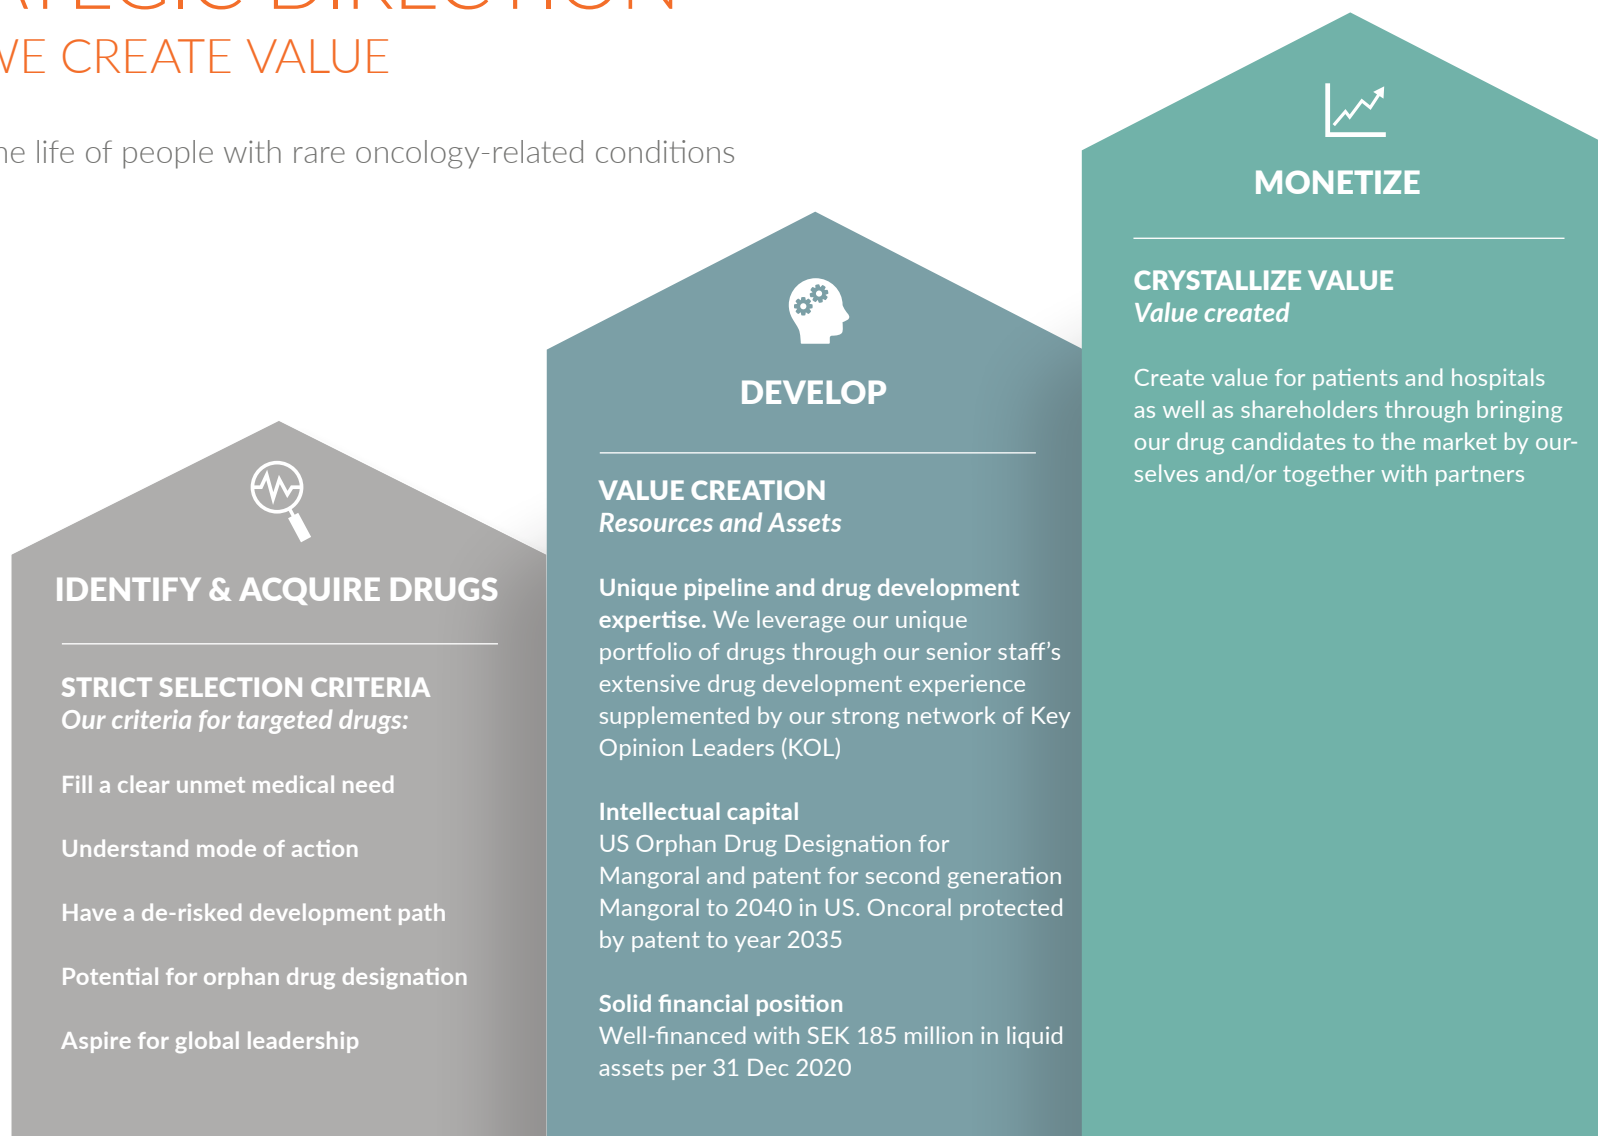 WE CREATE VALUE
life of people with rare oncology-related conditions
IDENTIFY & ACQUIRE DRUGS
STRICT SELECTION CRITERIA
Our criteria for targeted drugs:
Fill a clear unmet medical need
Understand mode of action
Have a de-risked development path
Potential for orphan drug designation
Aspire for global leadership
DEVELOP
VALUE CREATION
Resources and Assets
Unique pipeline and drug development
expertise. We leverage our unique
portfolio of drugs through our senior staff’s
extensive drug development experience
supplemented by our strong network of Key
Opinion Leaders (KOL)
Intellectual capital
US Orphan Drug Designation for
Mangoral and patent for second generation
Mangoral to 2040 in US. Oncoral protected
by patent to year 2035
Solid financial position
Well-financed with SEK 185 million in liquid
assets per 31 Dec 2020
MONETIZE
CRYSTALLIZE VALUE
Value created
Create value for patients and hospitals
as well as shareholders through bringing
our drug candidates to the market by our-
selves and/or together with partners